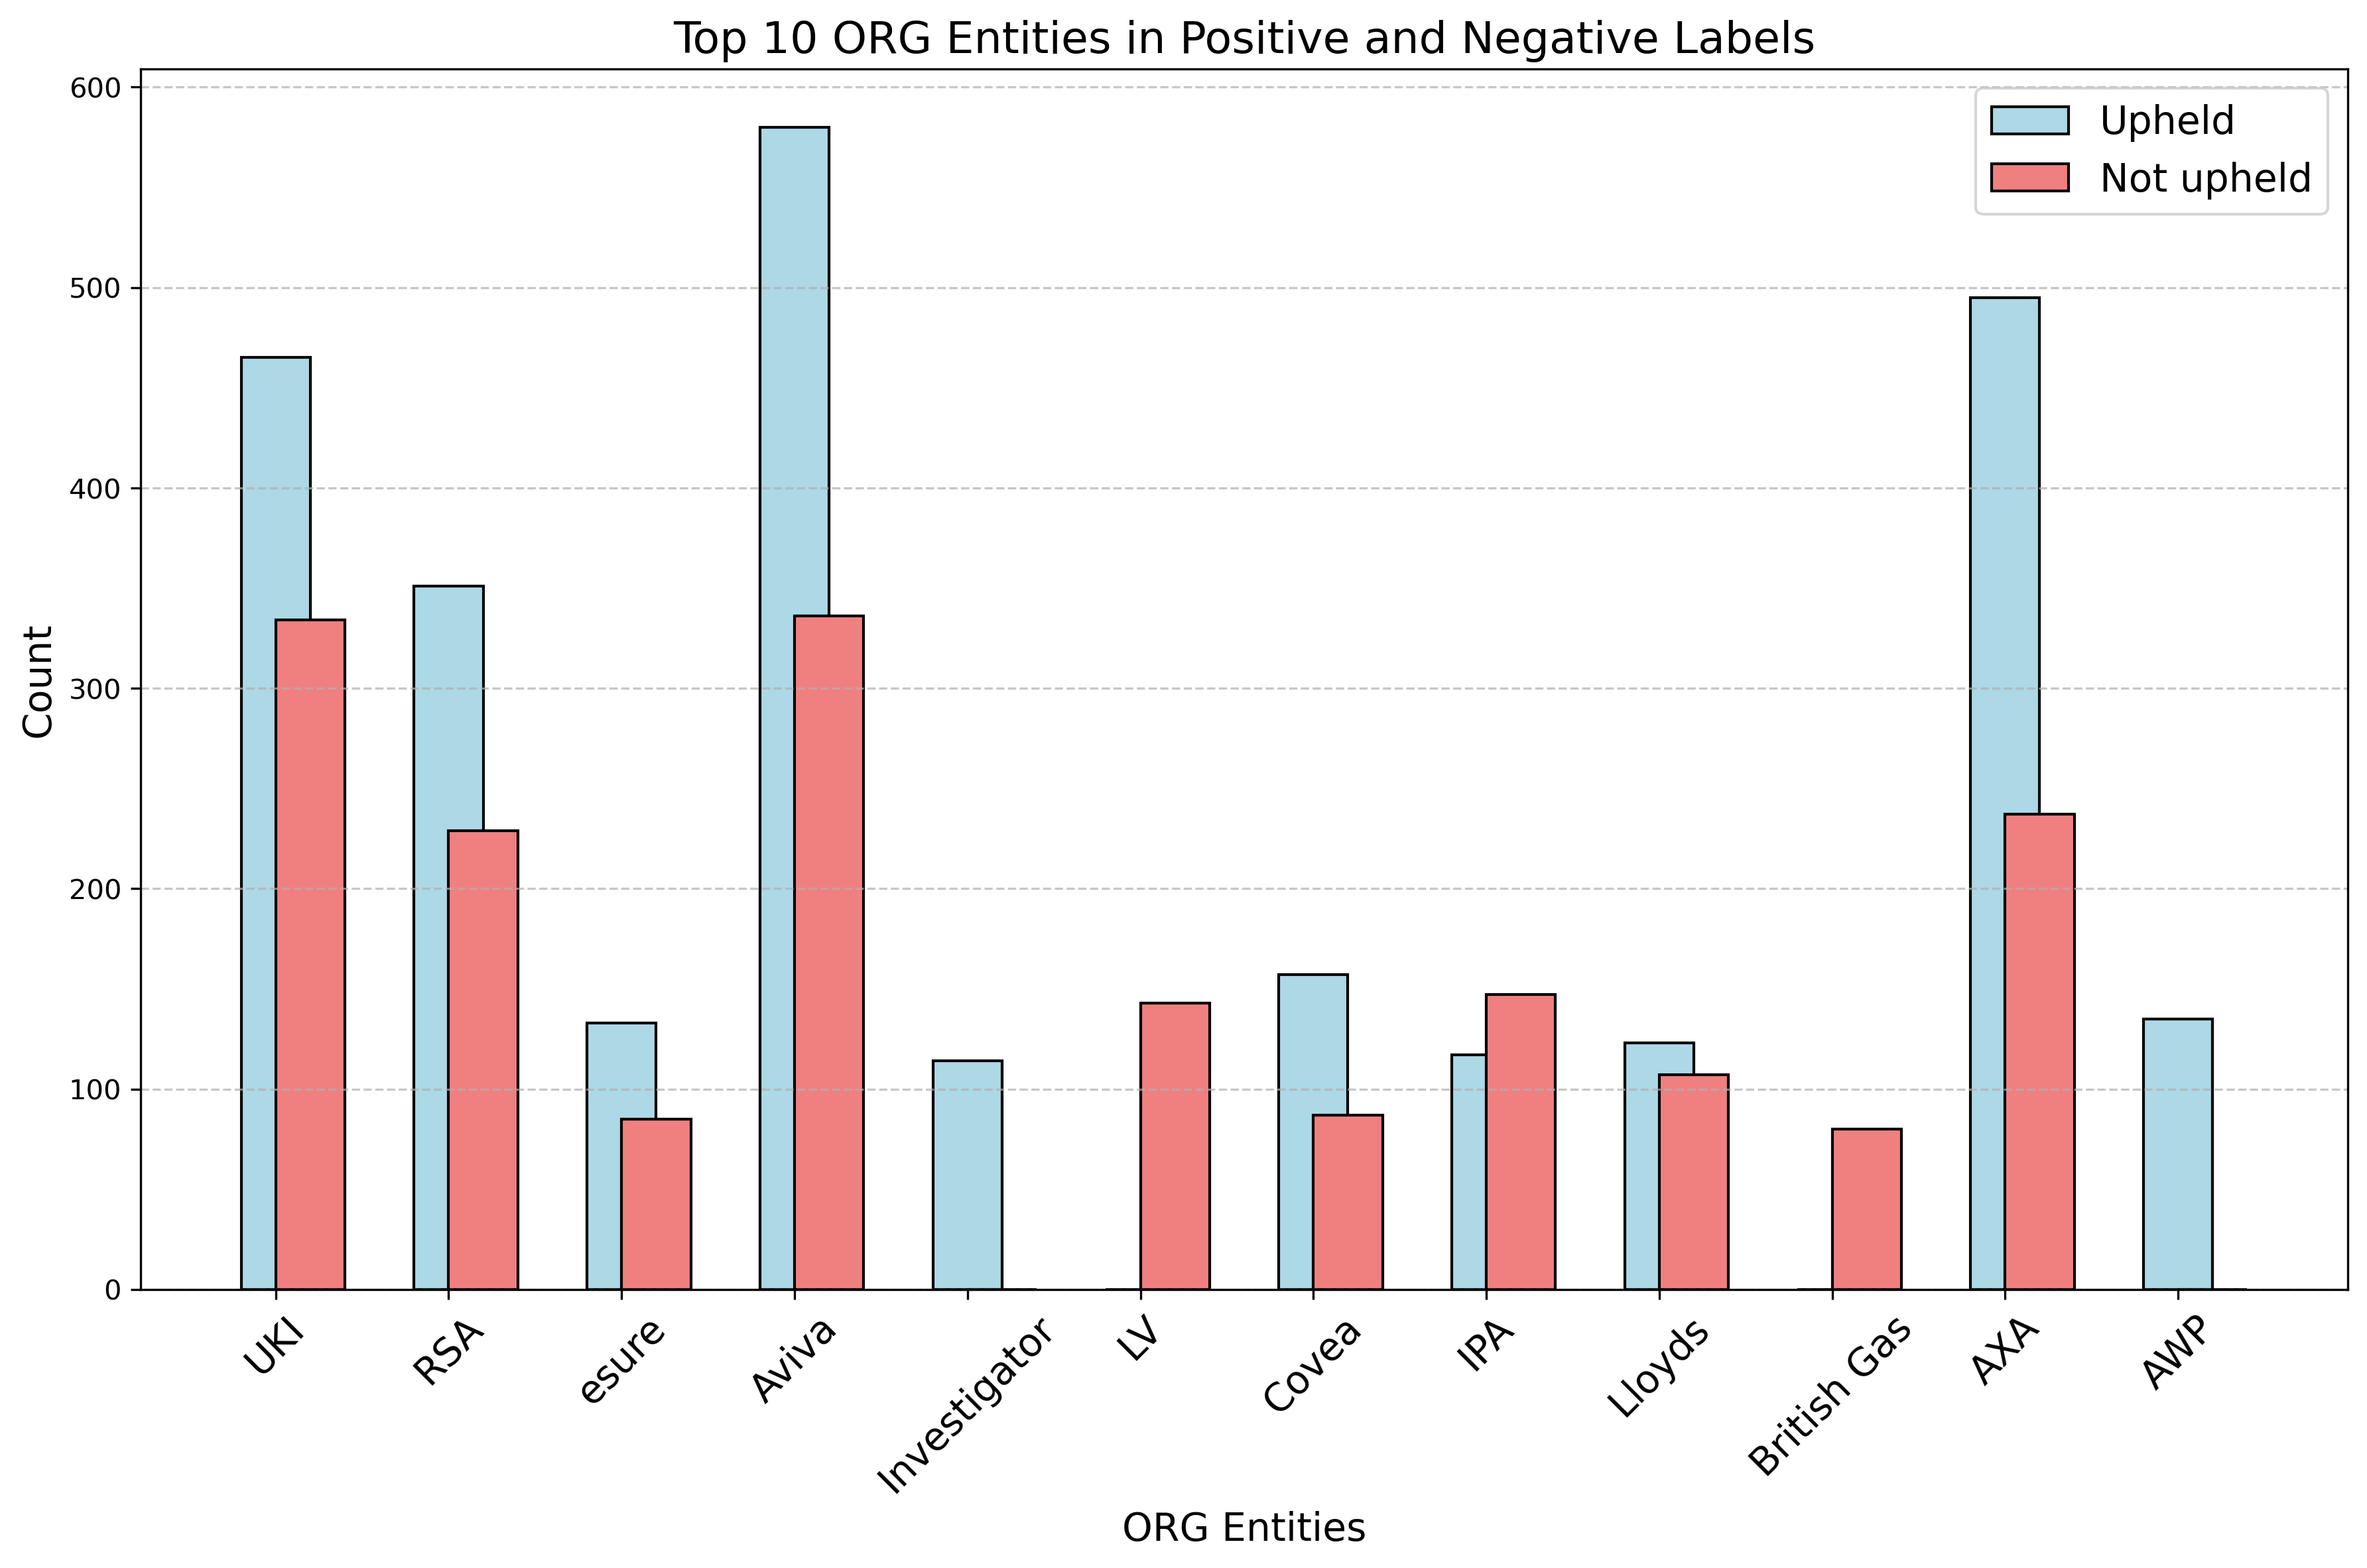 Top 10 ORG Entities in Positive and Negative Labels
Upheld
Not upheld
Count
600
500
400
300
200
100
0
UKI
RSA
esure
Aviva
Investigator
LV
Covea
IPA
Lloyds
British Gas
AXA
AWP
ORG Entities